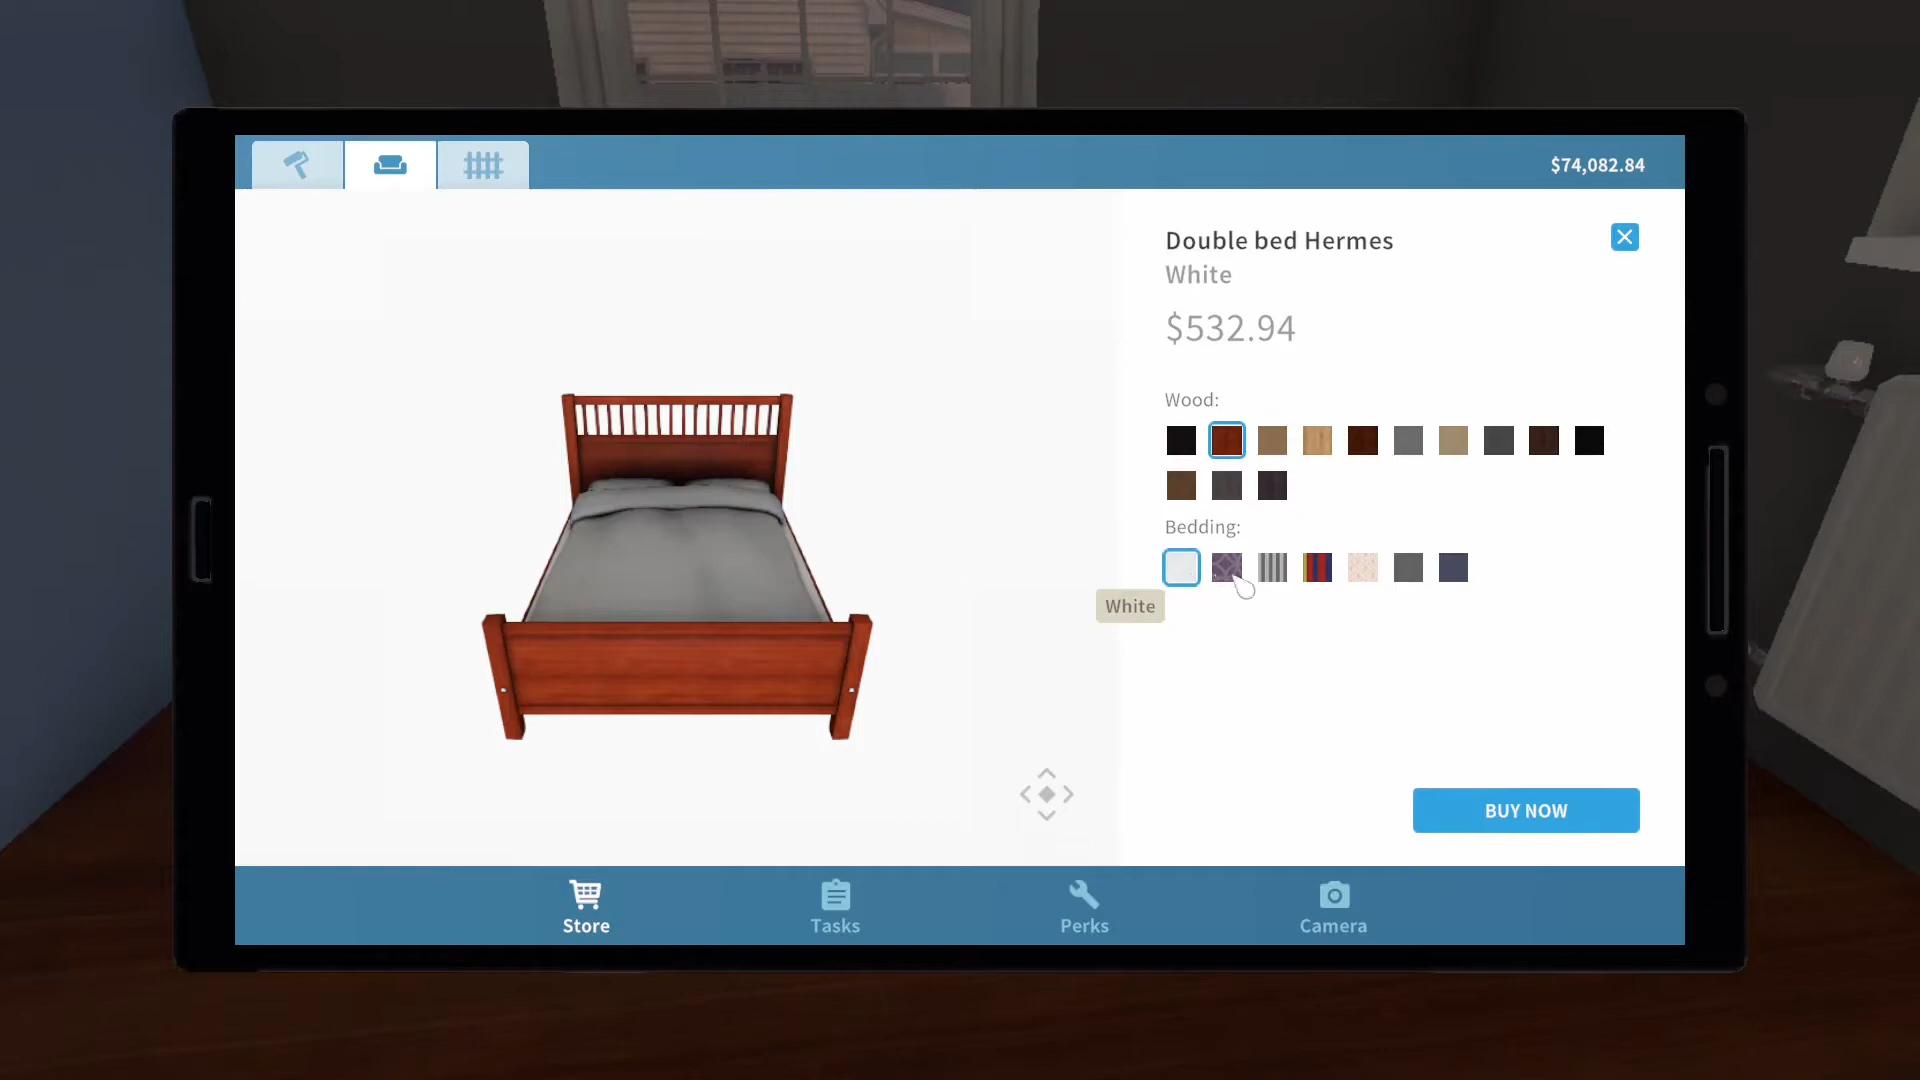 $74,082.84
Double bed Hermes
White
$532.94
Wood:
Bedding:
White
BUY NOW
Store
Tasks
Perks
Camera